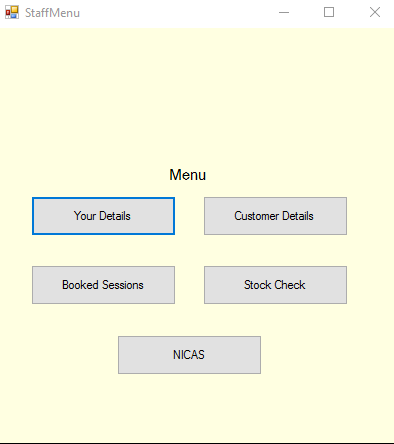 StaffMenu
Menu
Your Details
Customer Details
Booked Sessions
Stock Check
NICAS